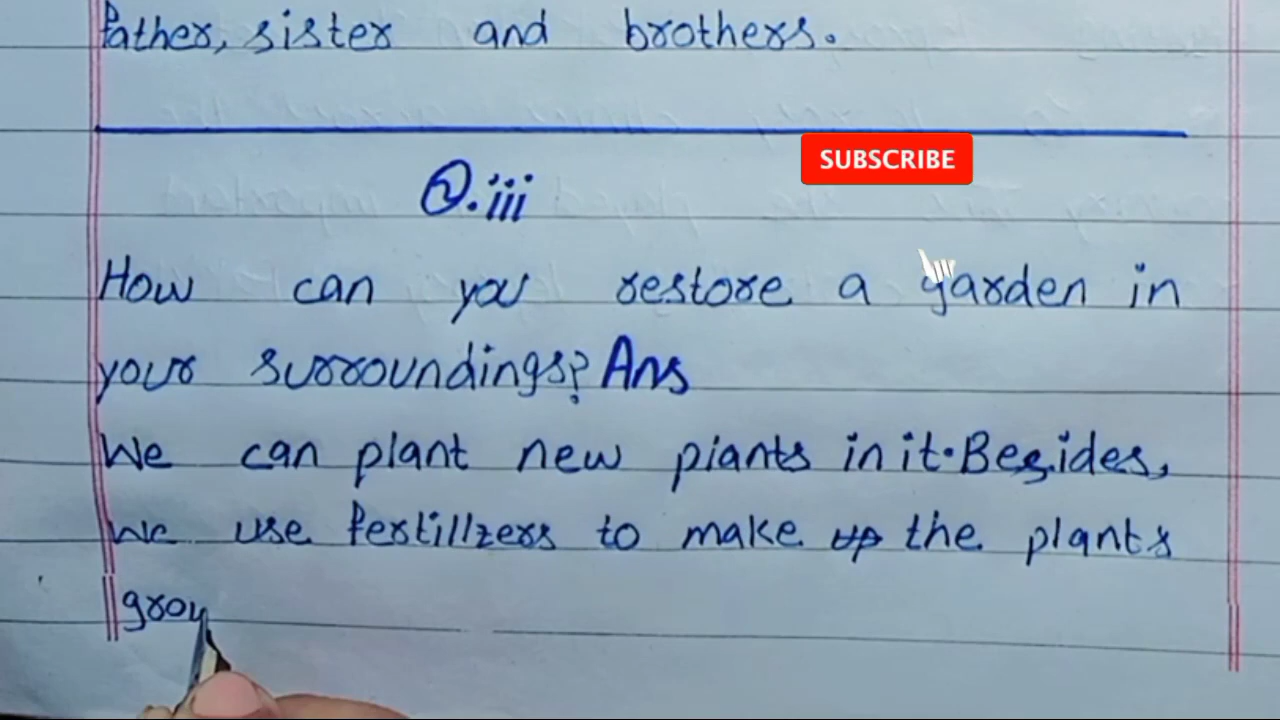 father, sister and brothers.
SUBSCRIBE
Q.iii
How can you restore a garden in
your surroundings? Ans
We can plant new piants in it. Besides,
We use fertillzers to make up the plants
grow